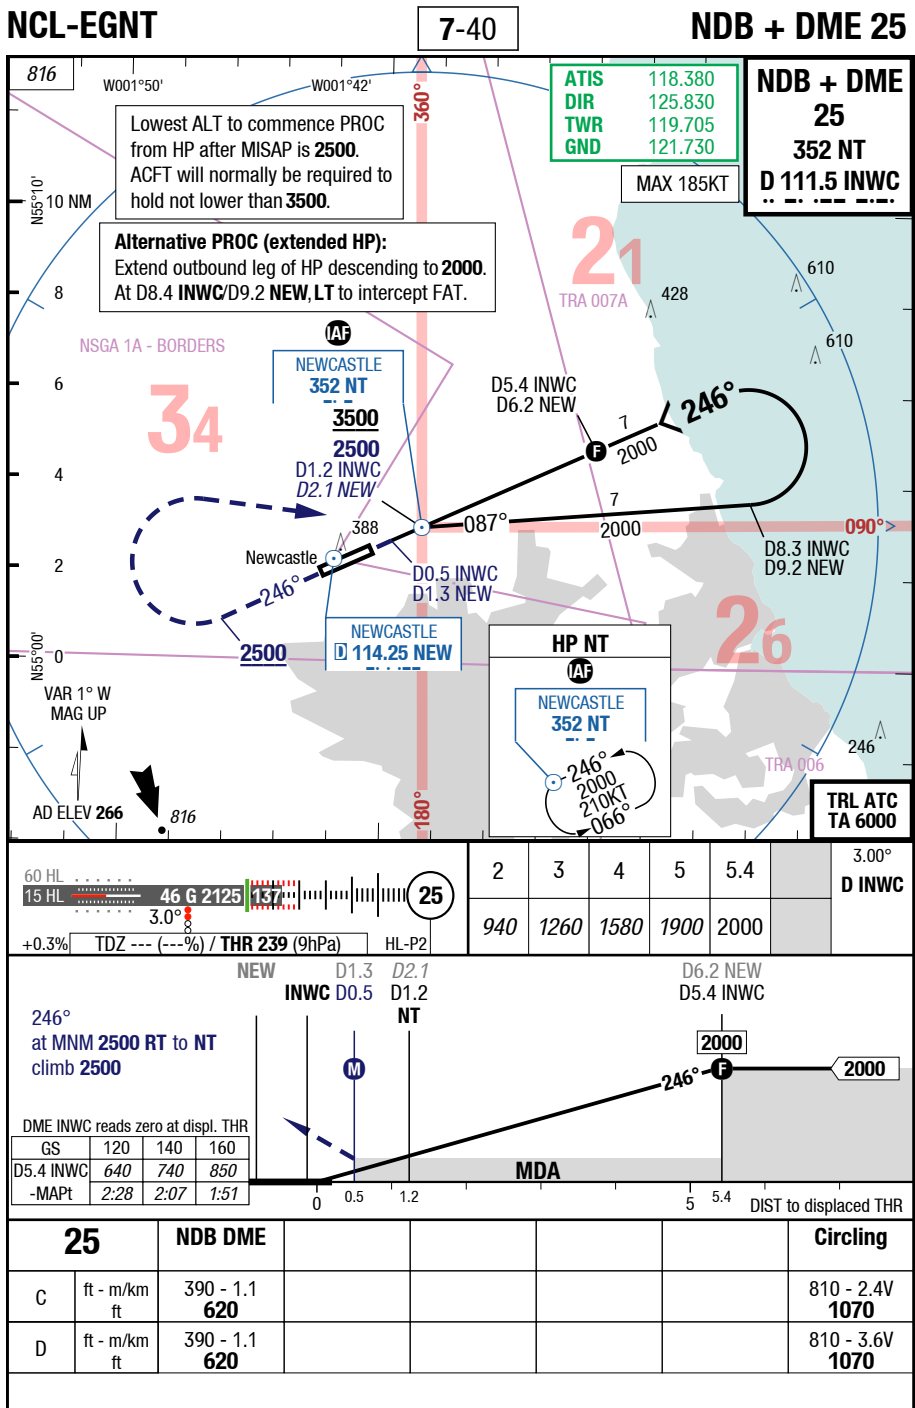 NCL-EGNT
7-40
NDB + DME 25
816
W001°50'
W001°42'
360°
ATIS 118.380
DIR 125.830
TWR 119.705
GND 121.730
NDB + DME
25
352 NT
D 111.5 INWC
MAX 185KT
Lowest ALT to commence PROC
from HP after MISAP is 2500.
ACFT will normally be required to
hold not lower than 3500.
N55°10'
10 NM
Alternative PROC (extended HP):
Extend outbound leg of HP descending to 2000.
At D8.4 INWC/D9.2 NEW, LT to intercept FAT.
21
TRA 007A
610
428
610
8
IAF
NSGA 1A - BORDERS
NEWCASTLE
352 NT
6
34
3500
2500
D1.2 INWC
D2.1 NEW
D5.4 INWC
D6.2 NEW
246°
7
2000
F
4
388
087°
7
2000
090°
D8.3 INWC
D9.2 NEW
Newcastle
2
246°
D0.5 INWC
D1.3 NEW
26
NEWCASTLE
D 114.25 NEW
2500
N55°00'
0
HP NT
IAF
NEWCASTLE
352 NT
246°
2000
210KT
066°
VAR 1° W
MAG UP
246
TRA 006
AD ELEV 266
816
180°
TRL ATC
TA 6000
60 HL
15 HL
46 G 2125
137
25
3.0°
+0.3%
TDZ --- (---%) / THR 239 (9hPa)
HL-P2
2 3 4 5 5.4
3.00°
D INWC
940 1260 1580 1900 2000
NEW D1.3 D2.1
INWC D0.5 D1.2
NT
D6.2 NEW
D5.4 INWC
246°
at MNM 2500 RT to NT
climb 2500
M
2000
F
246°
2000
DME INWC reads zero at displ. THR
GS 120 140 160
D5.4 INWC 640 740 850
-MAPt 2:28 2:07 1:51
MDA
0 0.5 1.2 5 5.4
DIST to displaced THR
25 NDB DME Circling
C ft - m/km 390 - 1.1 810 - 2.4V
ft 620 1070
D ft - m/km 390 - 1.1 810 - 3.6V
ft 620 1070